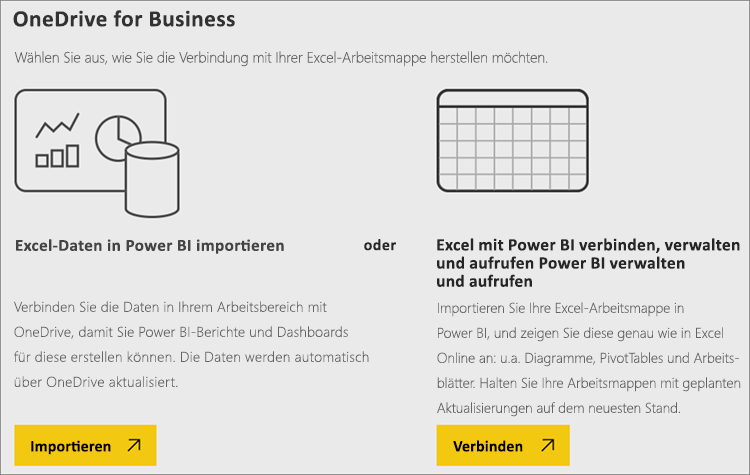 OneDrive for Business
Wählen Sie aus, wie Sie die Verbindung mit Ihrer Excel-Arbeitsmappe herstellen möchten.
Excel-Daten in Power BI importieren
oder
Excel mit Power BI verbinden, verwalten
und aufrufen Power BI verwalten
und aufrufen
Verbinden Sie die Daten in Ihrem Arbeitsbereich mit
OneDrive, damit Sie Power BI-Berichte und Dashboards
für diese erstellen können. Die Daten werden automatisch
über OneDrive aktualisiert.
Importieren Sie Ihre Excel-Arbeitsmappe in
Power BI, und zeigen Sie diese genau wie in Excel
Online an: u.a. Diagramme, PivotTables und Arbeits-
blätter. Halten Sie Ihre Arbeitsmappen mit geplanten
Aktualisierungen auf dem neuesten Stand.
Importieren
Verbinden